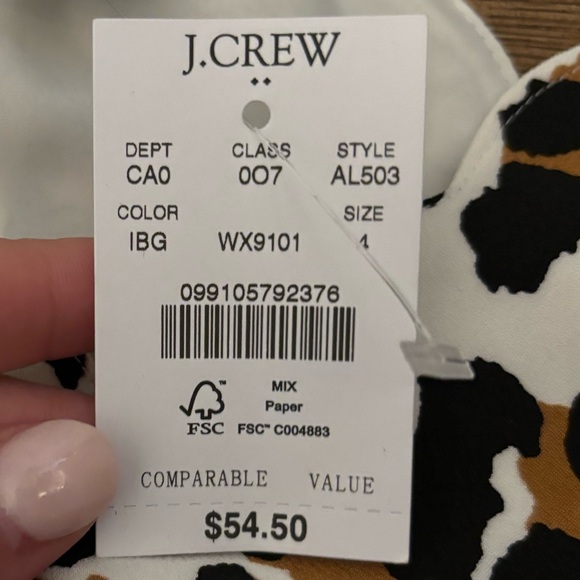 J.CREW
DEPT CLASS STYLE
CA0 0O7 AL503
COLOR SIZE
IBG WX9101 4
099105792376
MIX
Paper
FSC™ C004883
FSC
COMPARABLE VALUE
$54.50